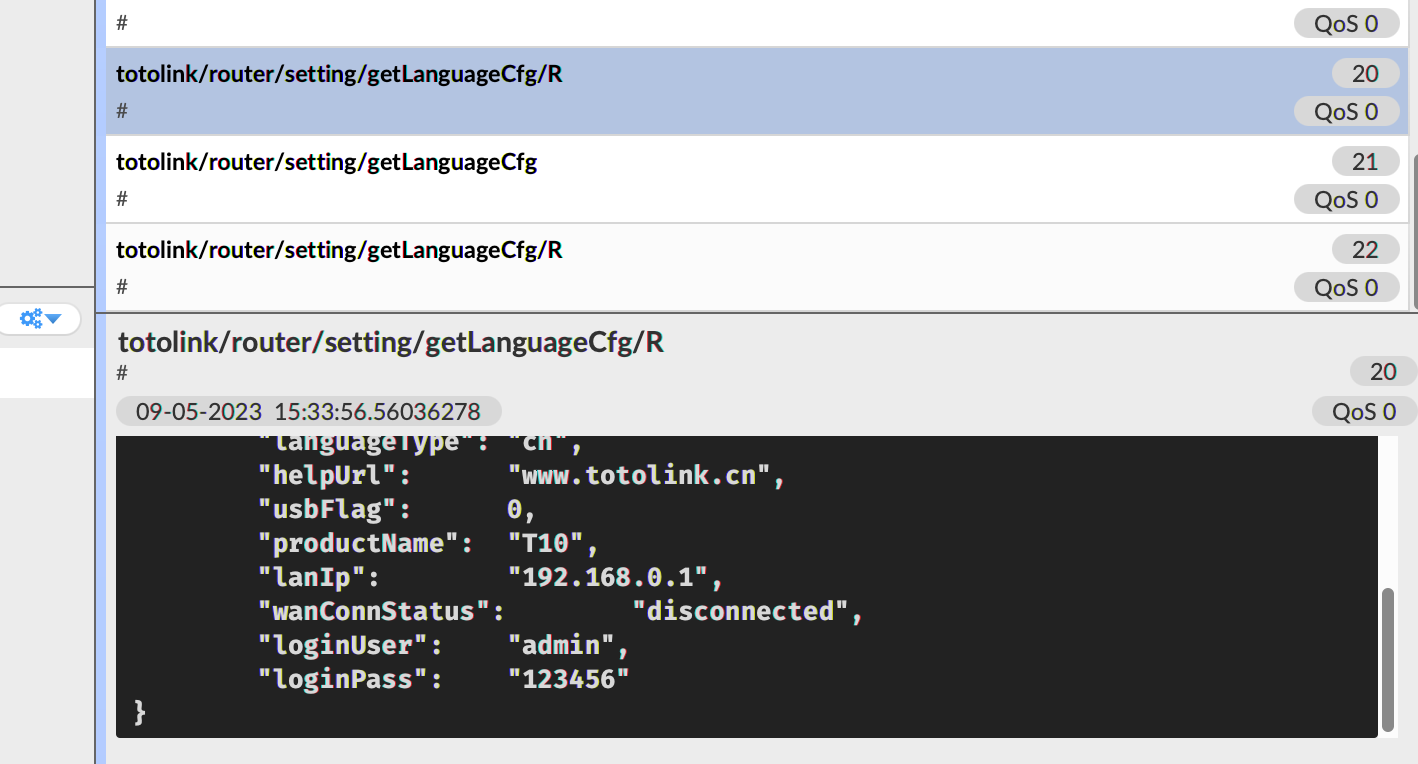 #
QoS 0
totolink/router/setting/getLanguageCfg/R
20
#
QoS 0
totolink/router/setting/getLanguageCfg
21
#
QoS 0
totolink/router/setting/getLanguageCfg/R
22
#
QoS 0
totolink/router/setting/getLanguageCfg/R
#
20
09-05-2023 15:33:56.56036278
QoS 0
"languageType": "cn",
"helpUrl": "www.totolink.cn",
"usbFlag": 0,
"productName": "T10",
"lanIp": "192.168.0.1",
"wanConnStatus": "disconnected",
"loginUser": "admin",
"loginPass": "123456"
}